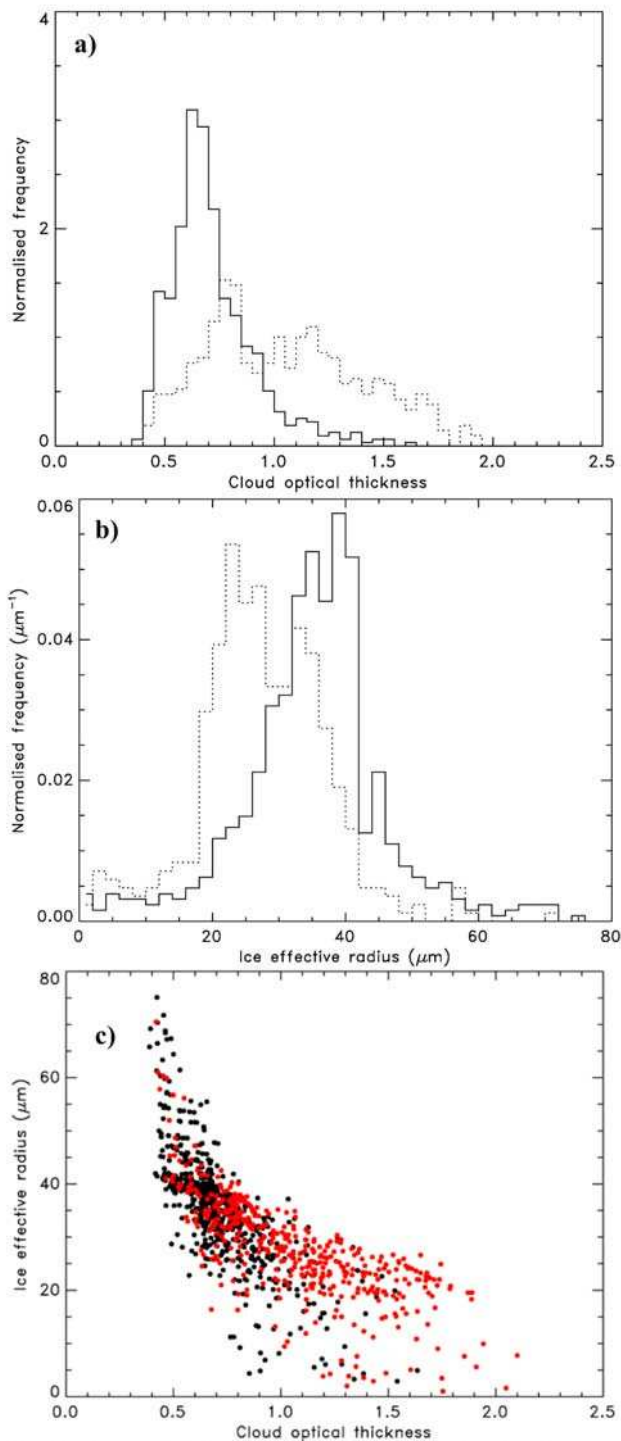 a)
4
2
0
Normalised frequency
0.0 0.5 1.0 1.5 2.0 2.5
Cloud optical thickness
b)
0.06
0.04
0.02
0.00
Normalised frequency (μm⁻¹)
0 20 40 60 80
Ice effective radius (μm)
c)
80
60
40
20
0
Ice effective radius (μm)
0.0 0.5 1.0 1.5 2.0 2.5
Cloud optical thickness